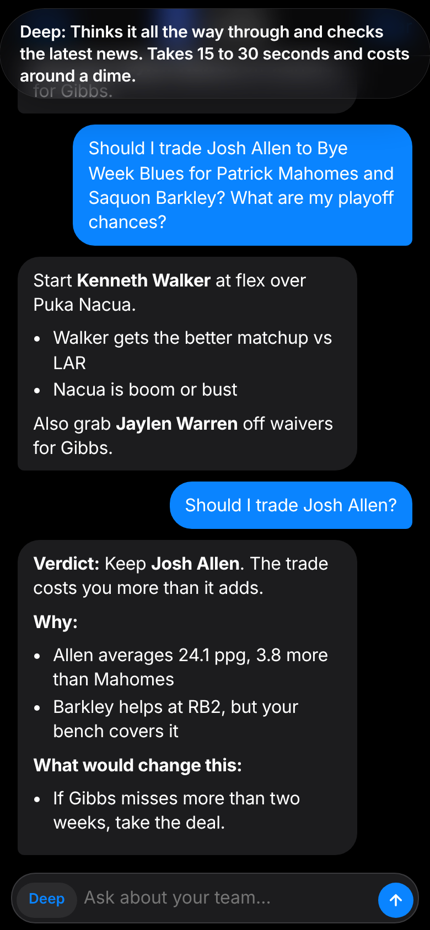 Deep: Thinks it all the way through and checks
the latest news. Takes 15 to 30 seconds and costs
around a dime.
for Gibbs.
Should I trade Josh Allen to Bye
Week Blues for Patrick Mahomes and
Saquon Barkley? What are my playoff
chances?
Start Kenneth Walker at flex over
Puka Nacua.
• Walker gets the better matchup vs
LAR
• Nacua is boom or bust
Also grab Jaylen Warren off waivers
for Gibbs.
Should I trade Josh Allen?
Verdict: Keep Josh Allen. The trade
costs you more than it adds.
Why:
• Allen averages 24.1 ppg, 3.8 more
than Mahomes
• Barkley helps at RB2, but your
bench covers it
What would change this:
• If Gibbs misses more than two
weeks, take the deal.
Deep Ask about your team...